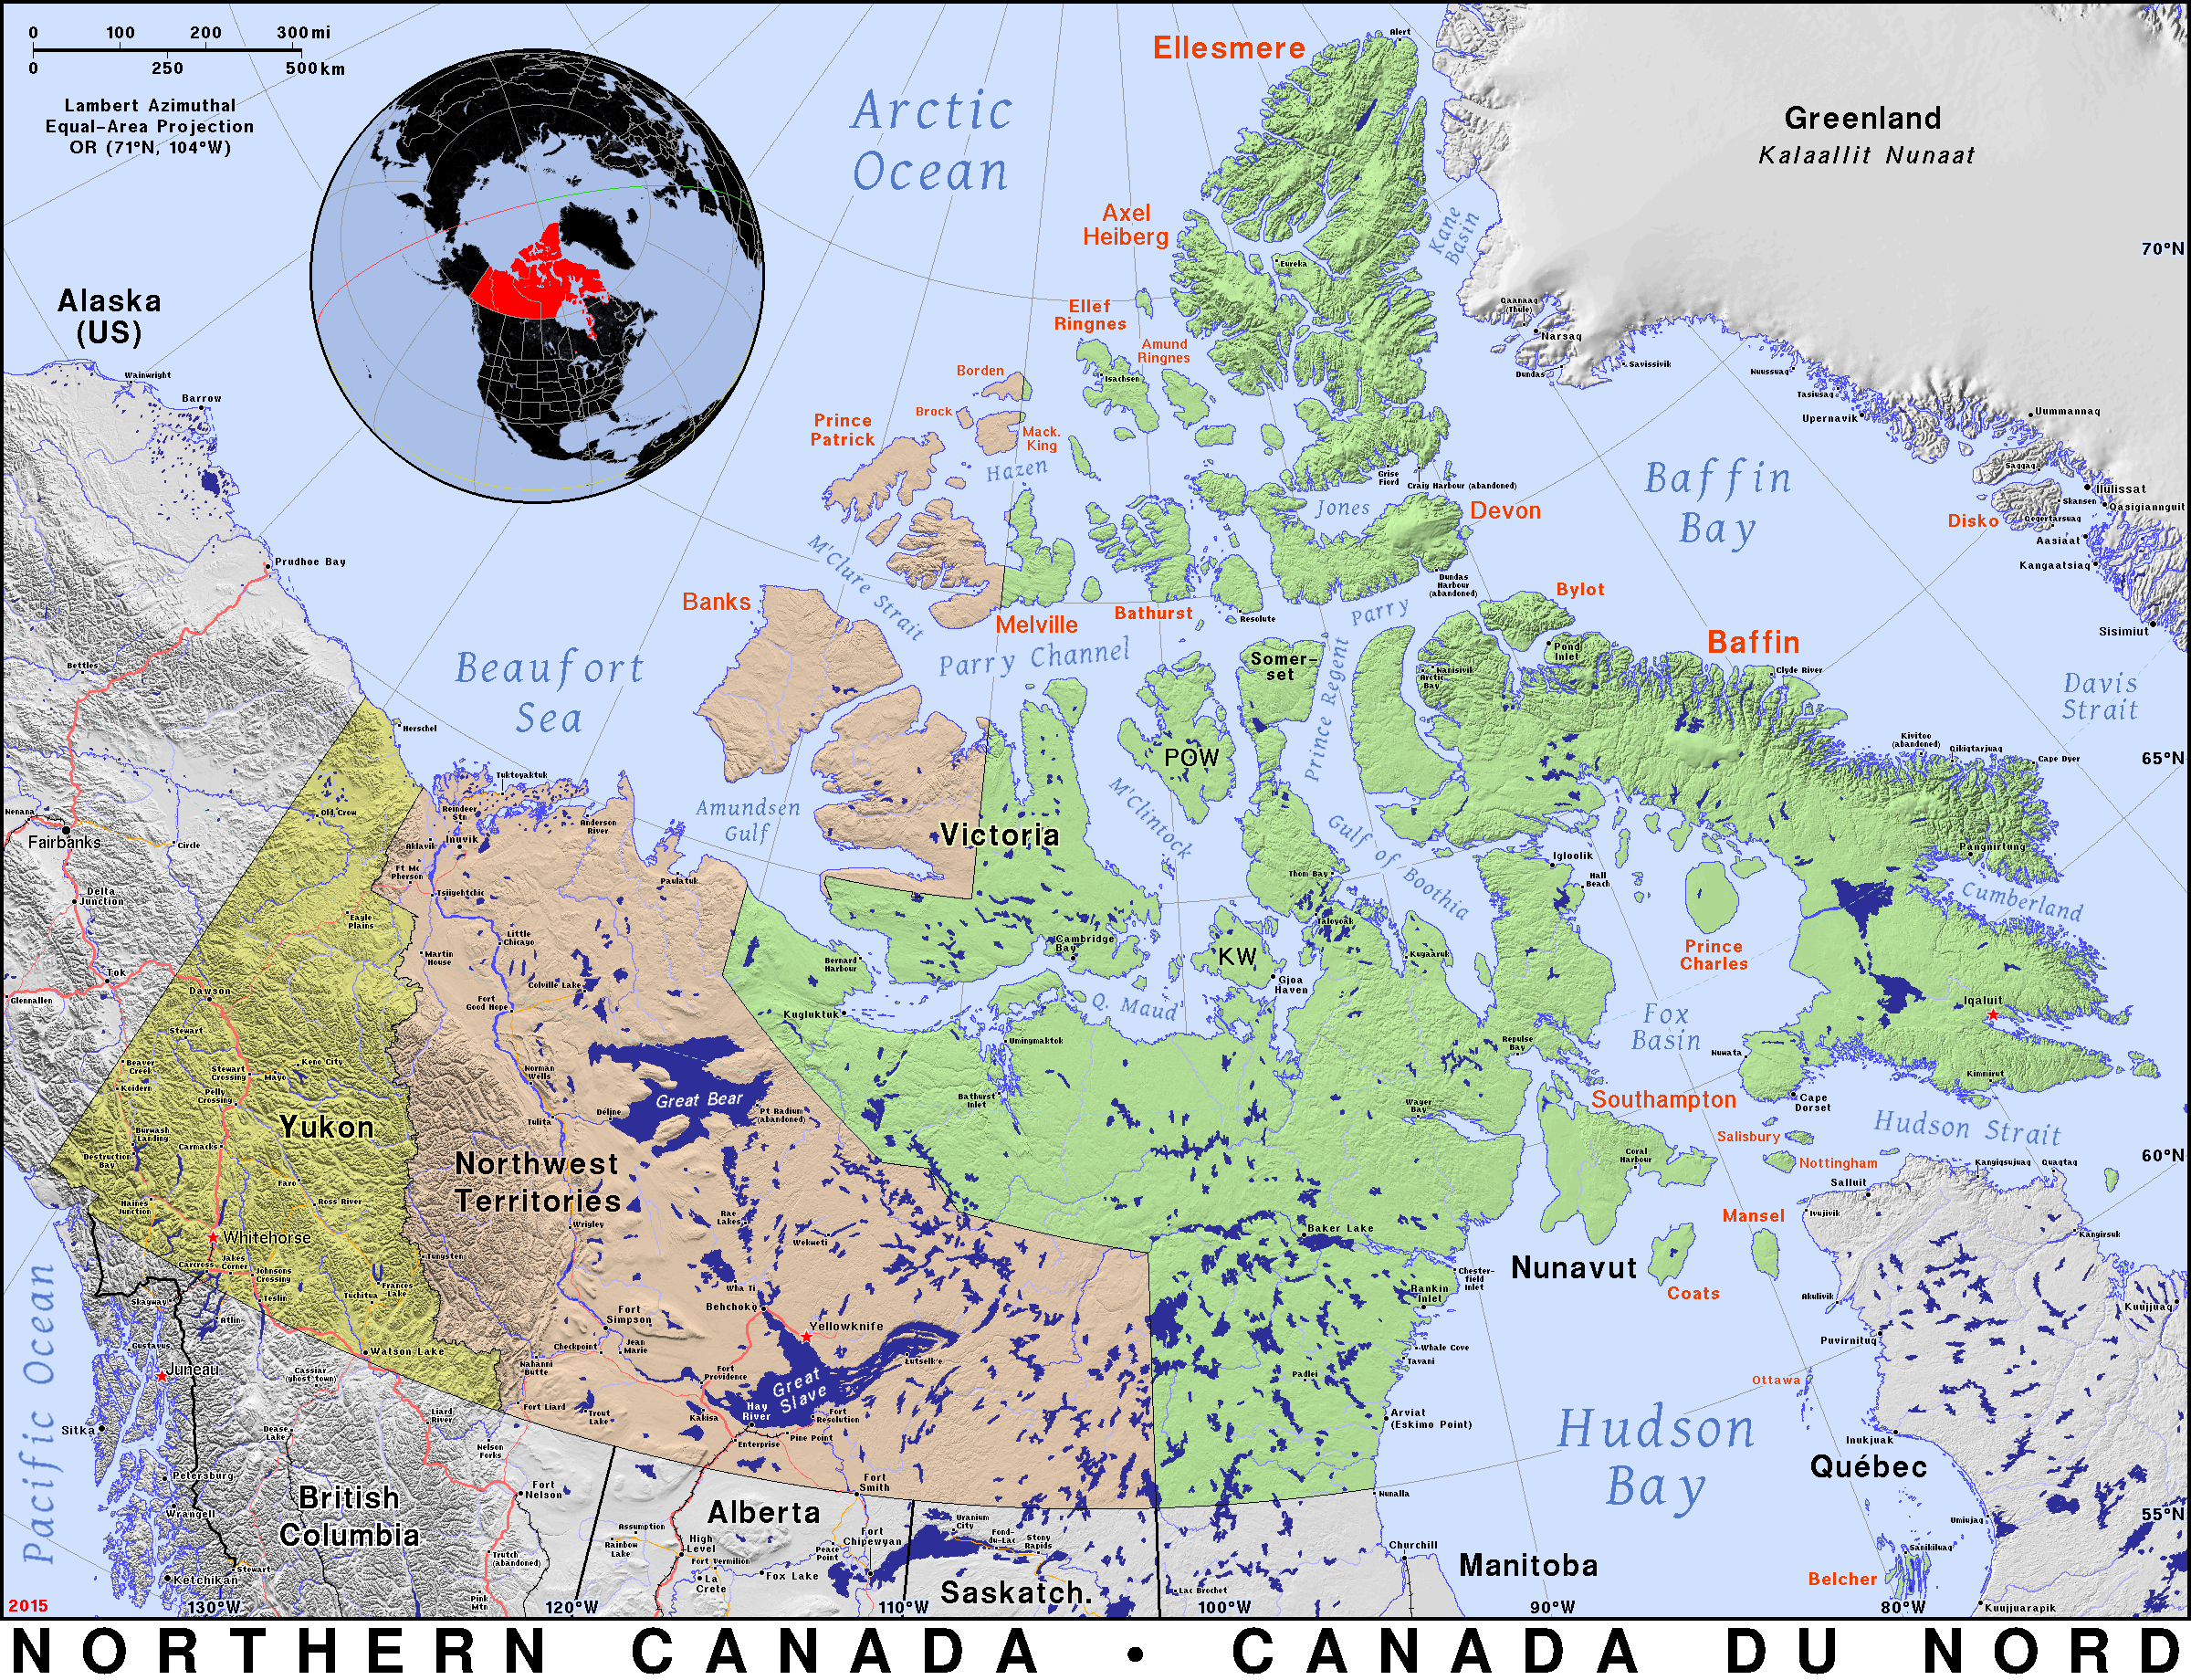 0 100 200 300 mi
0 250 500 km
Lambert Azimuthal
Equal-Area Projection
OR (71°N, 104°W)
Arctic
Ocean
Ellesmere
Alert
Greenland
Kalaallit Nunaat
Axel
Heiberg
Kane
Basin
Eureka
70°N
Alaska
(US)
Ellef
Ringnes
Amund
Ringnes
Isachsen
Qaanaaq
(Thule)
Narsaq
Dundas
Savissivik
Nuussuaq
Tasiusaq
Upernavik
Uummannaq
Wainwright
Barrow
Borden
Brock
Prince
Patrick
Mack.
King
Hazen
Grise
Fiord
Craig Harbour (abandoned)
Jones
Devon
Baffin
Bay
Saqqaq
Ilulissat
Skansen
Qasigiannguit
Disko
Qeqertarsuaq
Aasiaat
Kangaatsiaq
Sisimiut
Prudhoe Bay
M'Clure Strait
Banks
Melville
Bathurst
Resolute
Dundas
Harbour
(abandoned)
Parry
Parry Channel
Bylot
Pond
Inlet
Baffin
Clyde River
Nanisivik
Arctic
Bay
Somer-
set
Prince Regent
Bettles
Beaufort
Sea
Davis
Strait
Herschel
Kivitoo
(abandoned)
Qikiqtarjuaq
Cape Dyer
65°N
POW
M'Clintock
Tuktoyaktuk
Reindeer
Stn
Anderson
River
Amundsen
Gulf
Victoria
Gulf of Boothia
Nenana
Fairbanks
Circle
Old Crow
Inuvik
Aklavik
Ft Mc
Pherson
Tsiigehtchic
Paulatuk
Thom Bay
Igloolik
Hall
Beach
Pangnirtung
Cumberland
Delta
Junction
Eagle
Plains
Little
Chicago
Martin
House
Taloyoak
Cambridge
Bay
Bernard
Harbour
KW
Gjoa
Haven
Kugaaruk
Prince
Charles
Tok
Glennallen
Dawson
Colville Lake
Fort
Good Hope
Kugluktuk
Q. Maud
Fox
Basin
Iqaluit
Stewart
Umingmaktok
Repulse
Bay
Nuwata
Beaver
Creek
Koidern
Stewart
Crossing
Mayo
Keno City
Pelly
Crossing
Norman
Wells
Great Bear
Déljne
Pt Radium
(abandoned)
Tulita
Bathurst
Inlet
Wager
Bay
Southampton
Kimmirut
Cape
Dorset
Yukon
Burwash
Landing
Carmacks
Destruction
Bay
Salisbury
Nottingham
Hudson Strait
60°N
Northwest
Territories
Faro
Ross River
Haines
Junction
Coral
Harbour
Kangiqsujuaq
Quaqtaq
Salluit
Ivujivik
Kangirsuk
Whitehorse
Jakes
Corner
Carcross
Johnsons
Crossing
Teslin
Tungsten
Frances
Lake
Tuchitua
Wrigley
Rae
Lakes
Wekweti
Baker Lake
Mansel
Nunavut
Coats
Chester-
field
Inlet
Rankin
Inlet
Skagway
Atlin
Gustavus
Juneau
Wha Ti
Behchokǫ
Yellowknife
Fort
Simpson
Checkpoint
Jean
Marie
Akulivik
Puvirnituq
Kuujjuaq
Watson Lake
Cassiar
(ghost town)
Nahanni
Butte
Fort
Providence
Łutselk'e
Great
Slave
Whale Cove
Tavani
Padlei
Ottawa
Pacific Ocean
Sitka
Dease
Lake
Liard
River
Fort Liard
Trout
Lake
Kakisa
Hay
River
Fort
Resolution
Enterprise
Pine Point
Arviat
(Eskimo Point)
Hudson
Bay
Inukjuak
Québec
Petersburg
Wrangell
British
Columbia
Nelson
Forks
Fort
Nelson
Alberta
Fort
Smith
Nunalla
55°N
Umiujaq
Assumption
Rainbow
Lake
High
Level
Fort Vermilion
Fort
Chipewyan
Peace
Point
Uranium
City
Fond-
du-Lac
Stony
Rapids
Churchill
Manitoba
Sanikiluaq
Stewart
Ketchikan
Trutch
(abandoned)
La
Crete
Fox Lake
Saskatch.
Lac Brochet
Belcher
Pink
Mtn
Kuujjuarapik
2015
130°W
120°W
110°W
100°W
90°W
80°W
NORTHERN CANADA • CANADA DU NORD